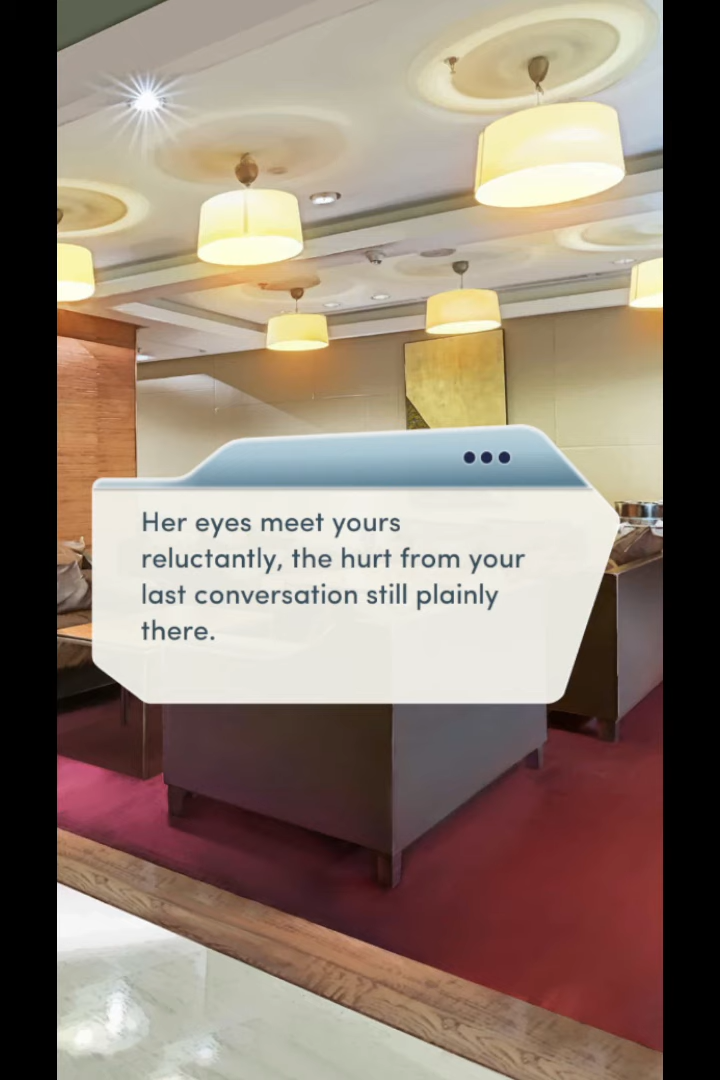 Her eyes meet yours
reluctantly, the hurt from your
last conversation still plainly
there.